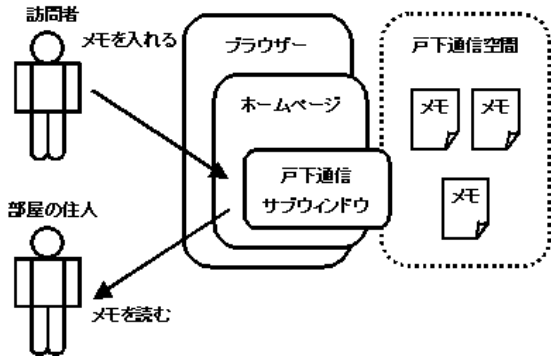 訪問者
メモを入れる
ブラウザー
戸下通信空間
ホームページ
メモ
メモ
戸下通信
サブウィンドウ
メモ
部屋の住人
メモを読む